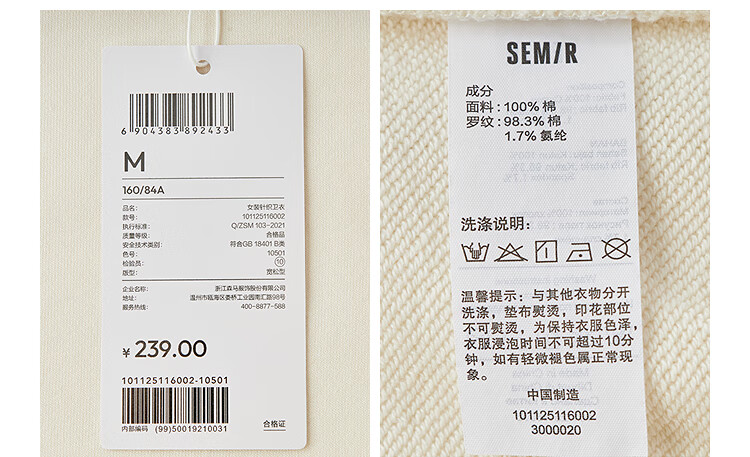 6 904383 892433
M
160/84A
品名: 女装针织卫衣
款号: 101125116002
执行标准: Q/ZSM 103-2021
质量等级: 合格品
安全技术类别: 符合GB 18401 B类
色号: 10501
检验员: 10
版型: 宽松型
企业名称: 浙江森马服饰股份有限公司
地址: 温州市瓯海区娄桥工业园南汇路98号
服务热线: 400-8877-588
¥ 239.00
101125116002-10501
内部编码 (99)50019210031
合格证
SEM/R
成分
面料: 100% 棉
罗纹: 98.3% 棉
1.7% 氨纶
洗涤说明:
温馨提示: 与其他衣物分开
洗涤, 垫布熨烫, 印花部位
不可熨烫, 为保持衣服色泽,
衣服浸泡时间不可超过10分
钟, 如有轻微褪色属正常现
象。
中国制造
101125116002
3000020